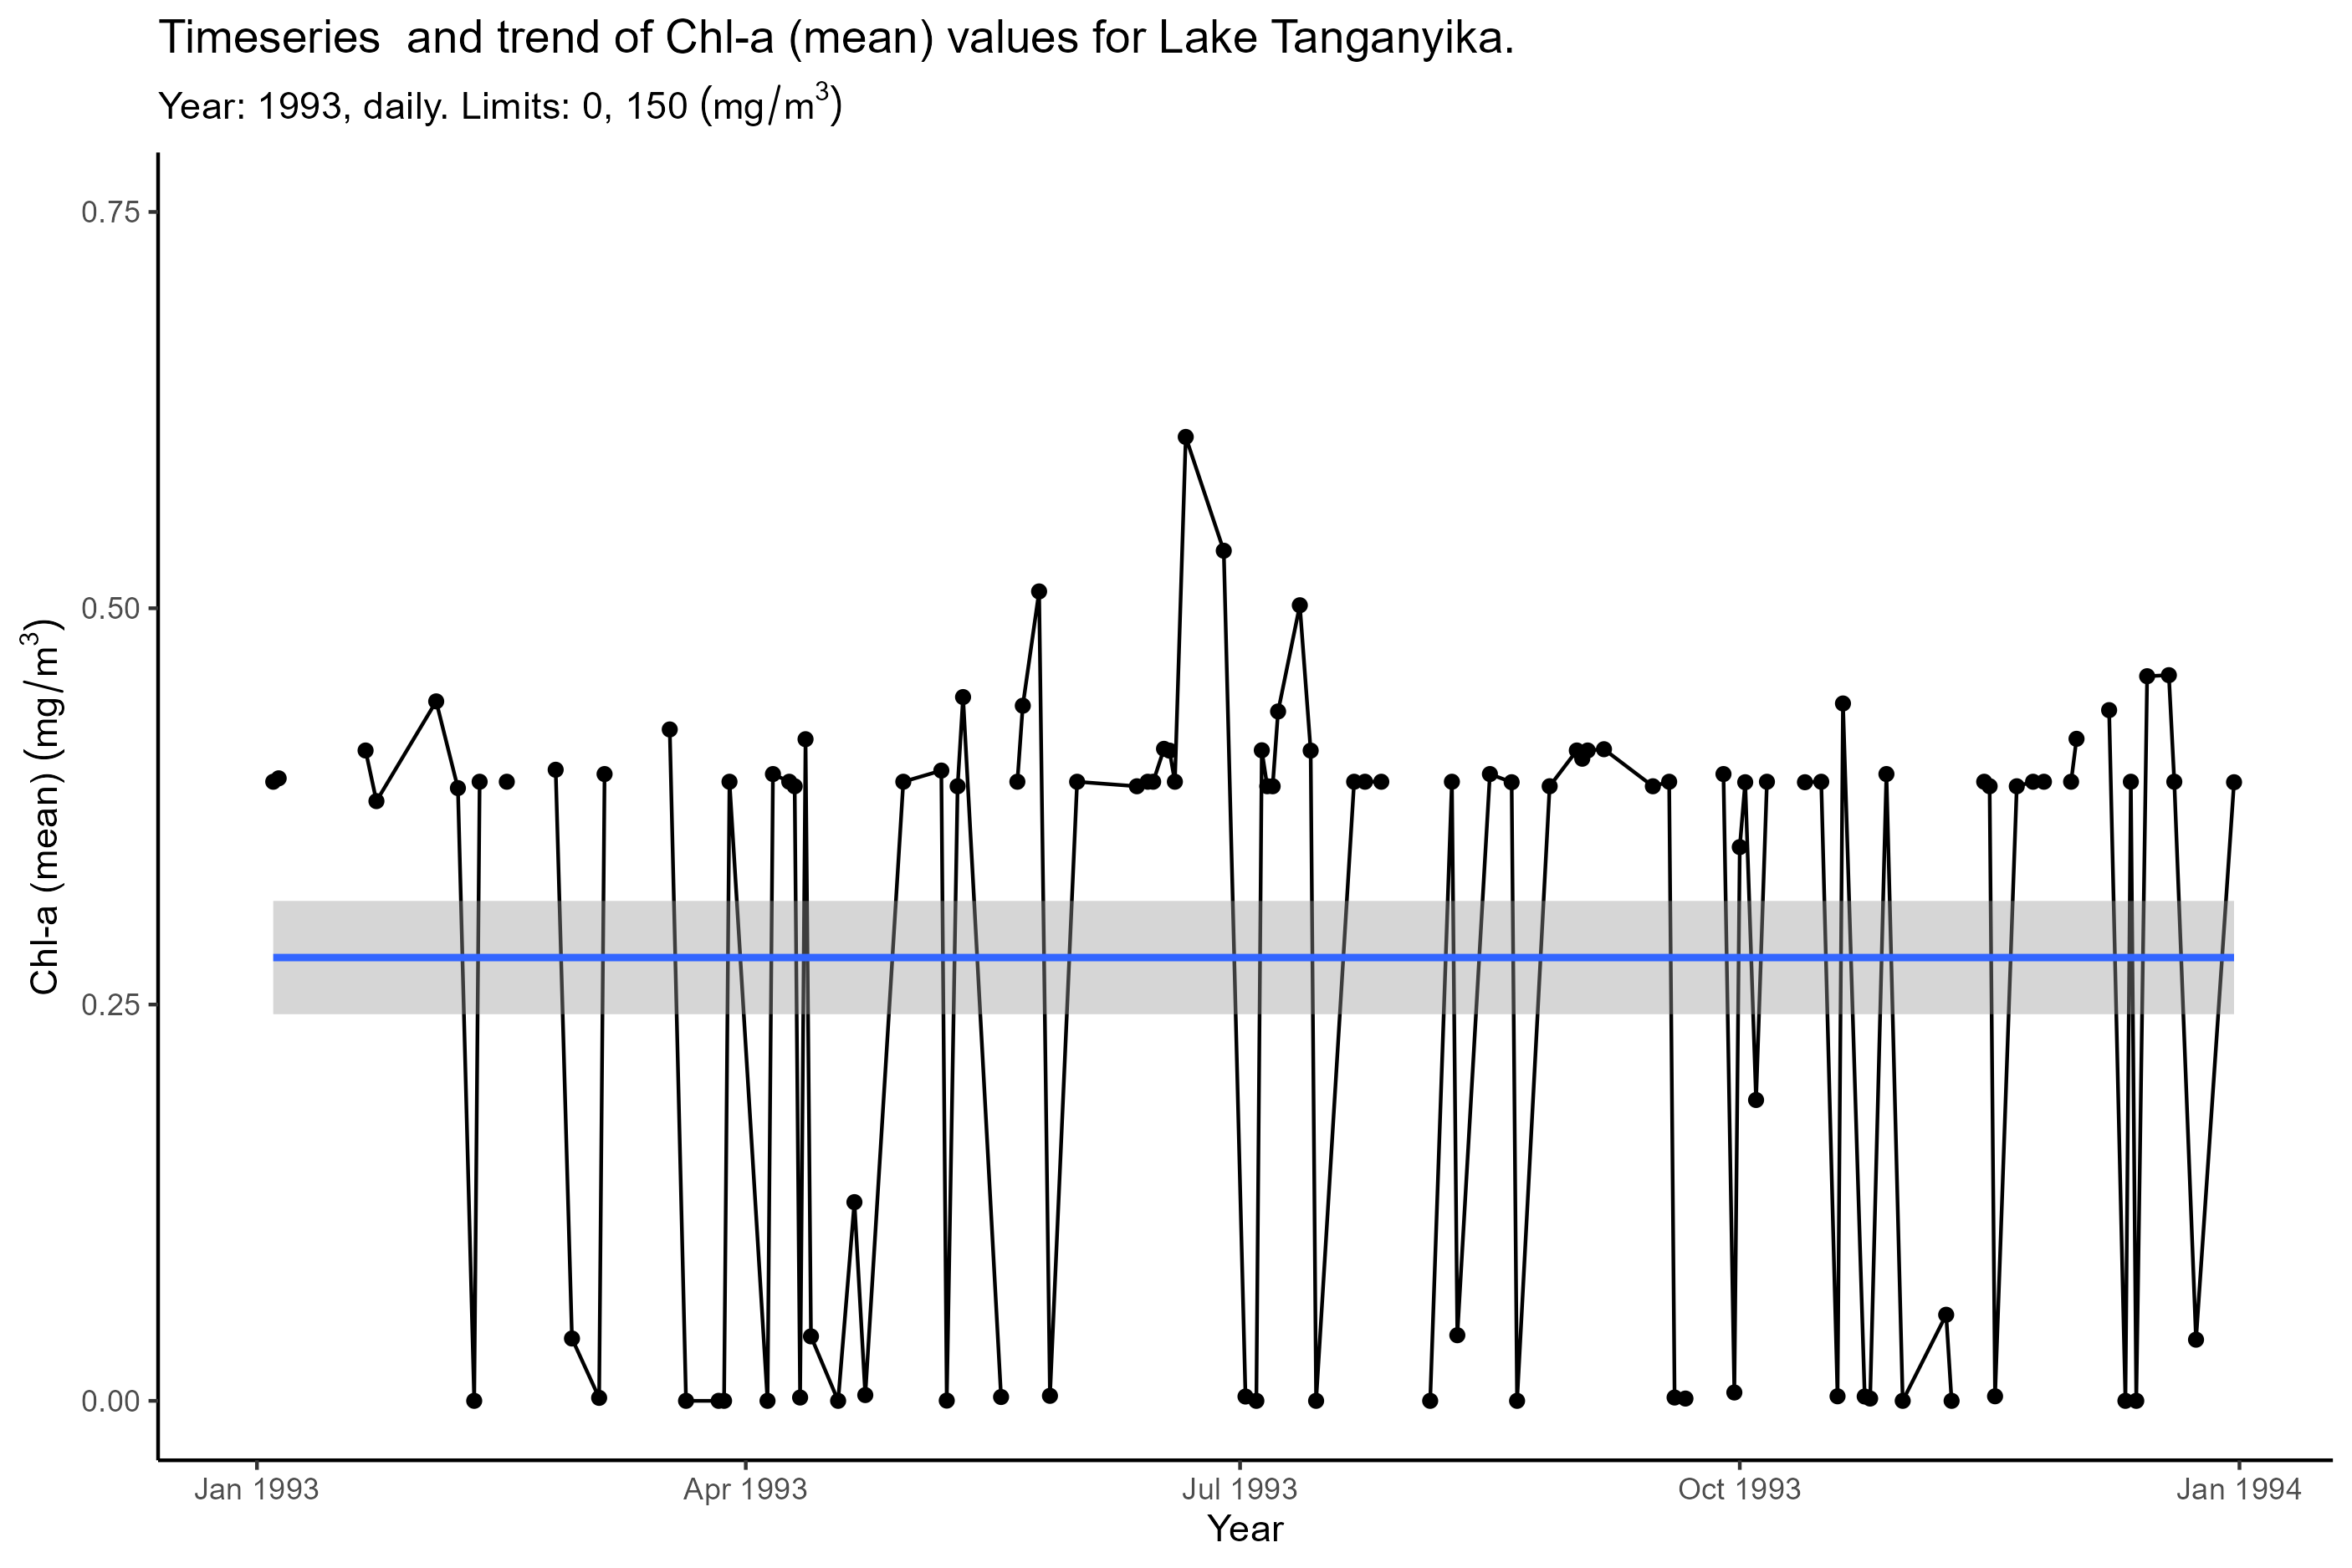 Timeseries  and trend of Chl-a (mean) values for Lake Tanganyika.
Year: 1993, daily. Limits: 0, 150 (mg/m³)
Chl-a (mean) (mg/m³)
0.75
0.50
0.25
0.00
Jan 1993 Apr 1993 Jul 1993 Oct 1993 Jan 1994
Year